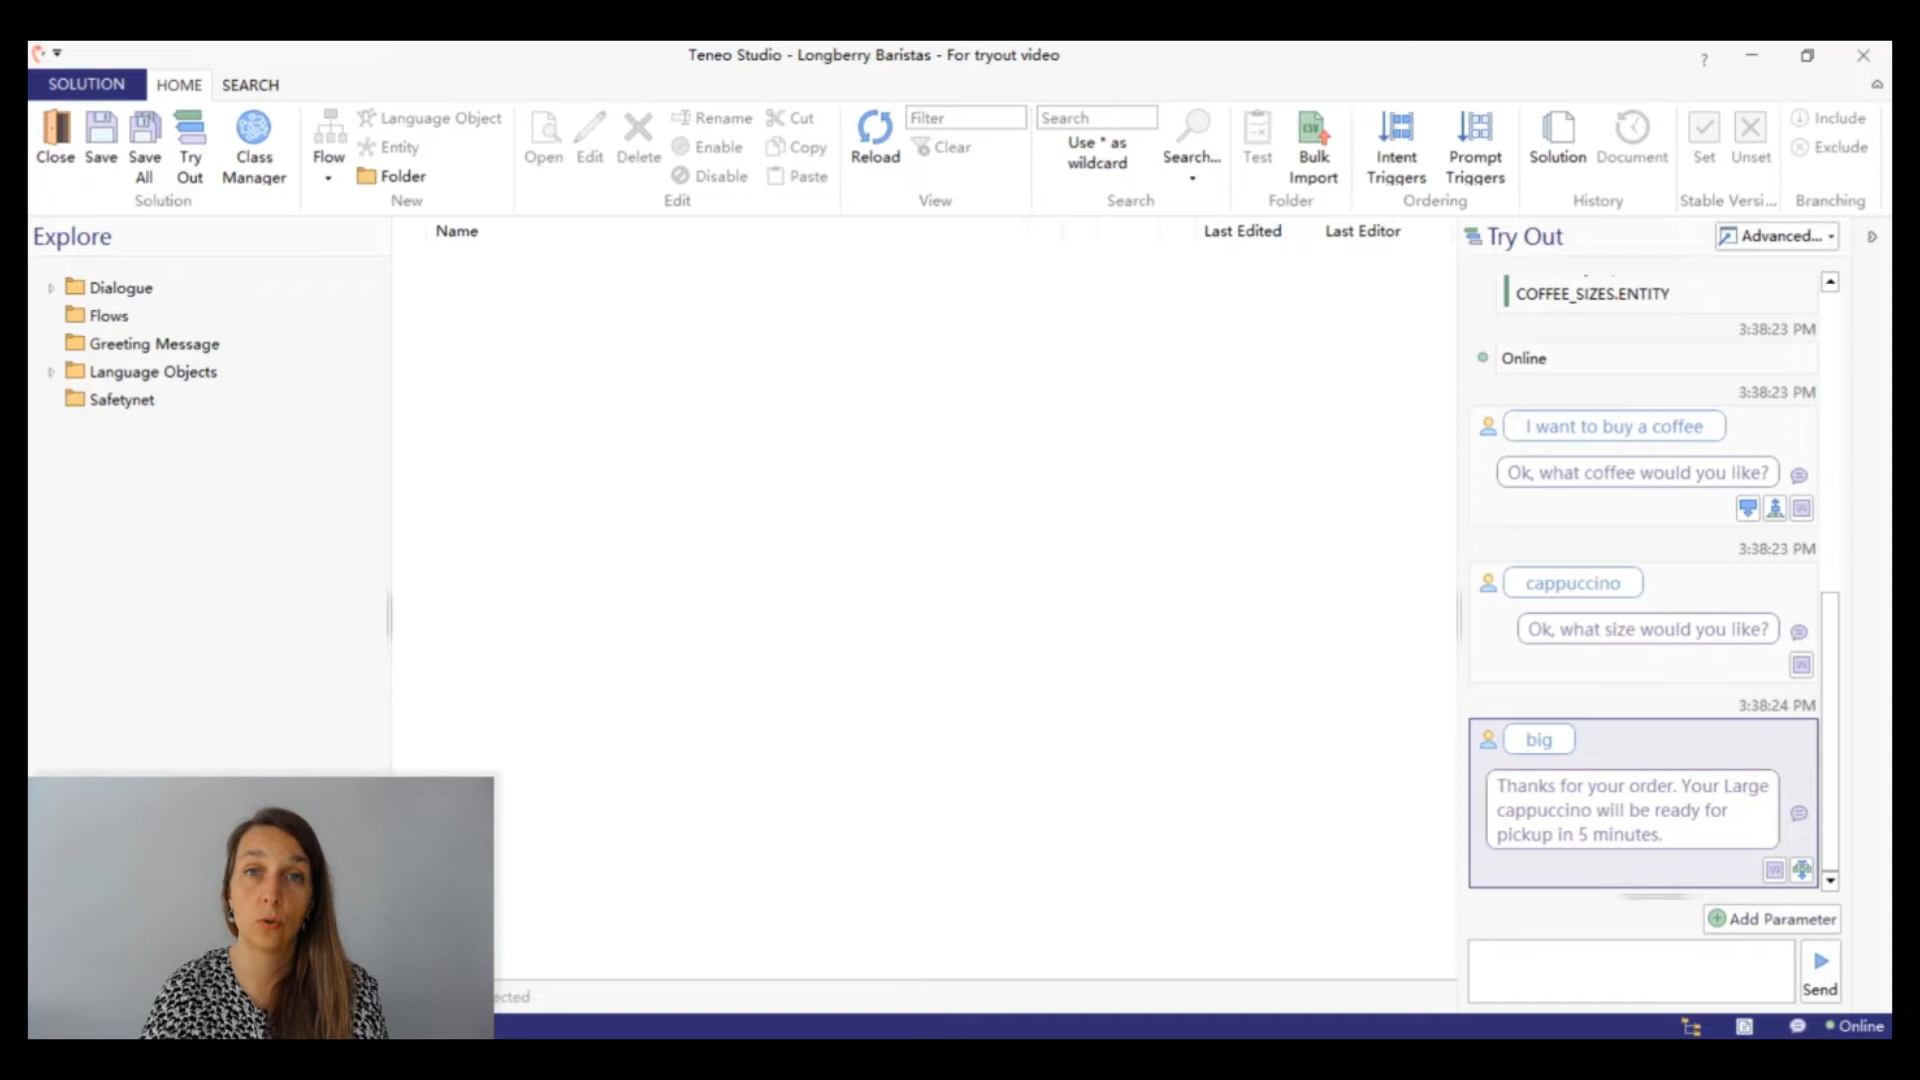 Teneo Studio - Longberry Baristas - For tryout video
?
SOLUTION HOME SEARCH
Close
Save
Save All
Try Out
Class Manager
Solution
Flow
Language Object
Entity
Folder
New
Open
Edit
Delete
Rename
Enable
Disable
Cut
Copy
Paste
Edit
Reload
Filter
Clear
View
Search
Use * as
wildcard
Search...
Search
Test
CSV
Bulk Import
Folder
Intent Triggers
Prompt Triggers
Ordering
Solution
Document
History
Set
Unset
Stable Versi...
Include
Exclude
Branching
Explore
Dialogue
Flows
Greeting Message
Language Objects
Safetynet
Name Last Edited Last Editor
Try Out Advanced...
COFFEE_SIZES.ENTITY
3:38:23 PM
Online
3:38:23 PM
I want to buy a coffee
Ok, what coffee would you like?
3:38:23 PM
cappuccino
Ok, what size would you like?
3:38:24 PM
big
Thanks for your order. Your Large
cappuccino will be ready for
pickup in 5 minutes.
Add Parameter
Send
ected
Online